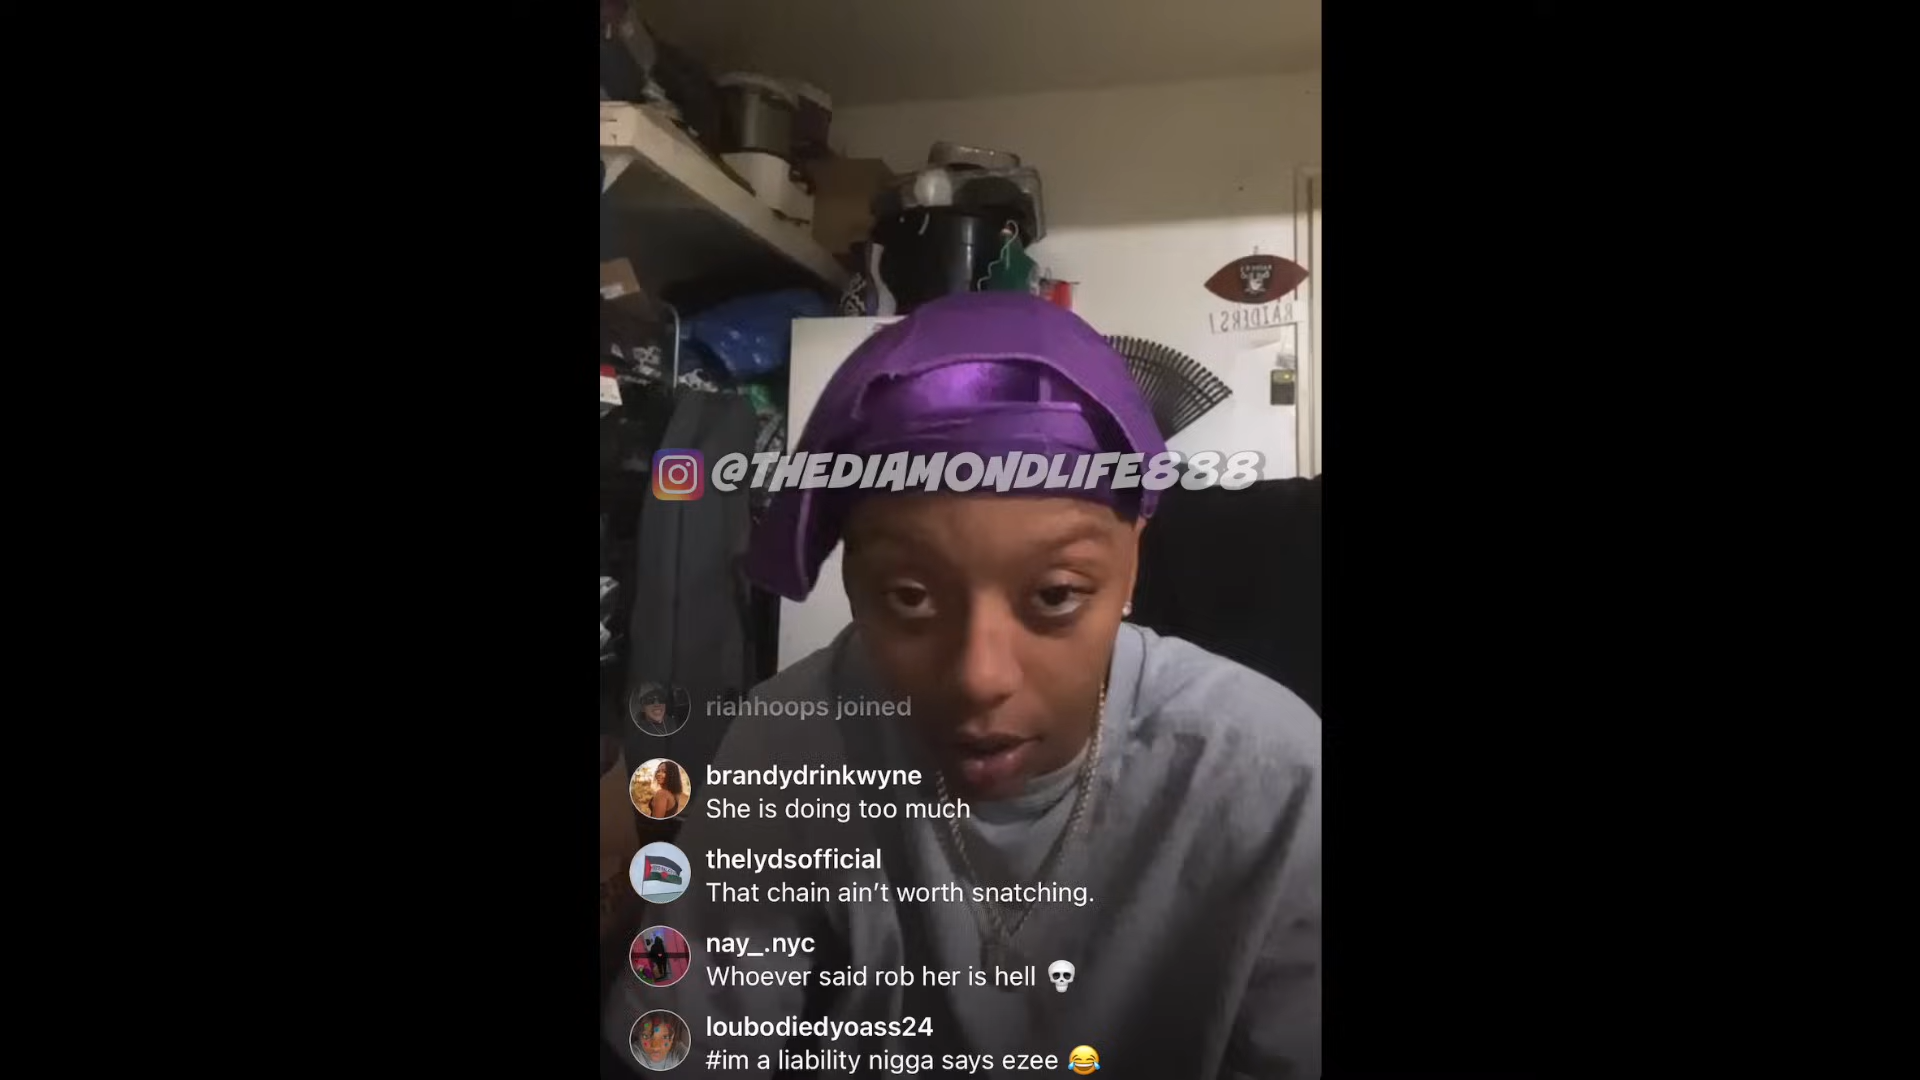 RAIDERS
@THEDIAMONDLIFE888
riahhoops joined
brandydrinkwyne
She is doing too much
thelydsofficial
That chain ain’t worth snatching.
nay_.nyc
Whoever said rob her is hell 💀
loubodiedyoass24
#im a liability nigga says ezee 😂